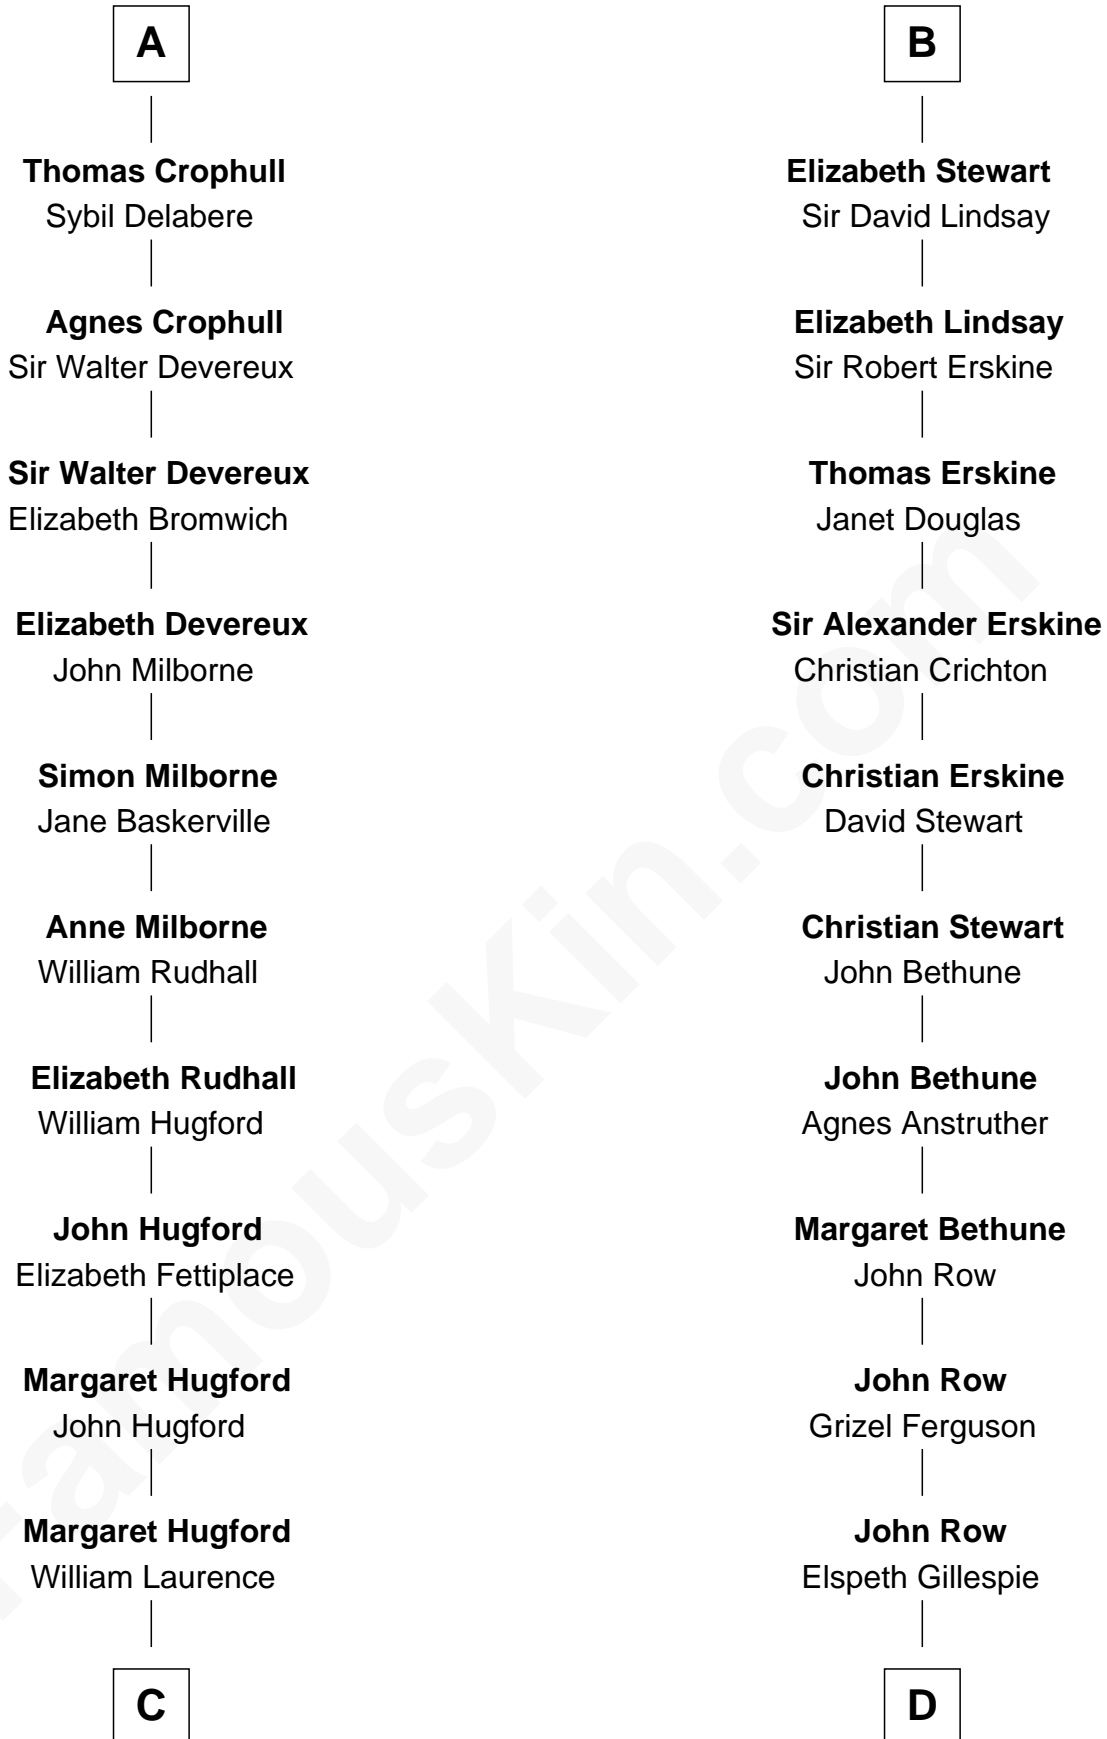 A
Thomas Crophull
Sybil Delabere
Agnes Crophull
Sir Walter Devereux
Sir Walter Devereux
Elizabeth Bromwich
Elizabeth Devereux
John Milborne
Simon Milborne
Jane Baskerville
Anne Milborne
William Rudhall
Elizabeth Rudhall
William Hugford
John Hugford
Elizabeth Fettiplace
Margaret Hugford
John Hugford
Margaret Hugford
William Laurence
C
B
Elizabeth Stewart
Sir David Lindsay
Elizabeth Lindsay
Sir Robert Erskine
Thomas Erskine
Janet Douglas
Sir Alexander Erskine
Christian Crichton
Christian Erskine
David Stewart
Christian Stewart
John Bethune
John Bethune
Agnes Anstruther
Margaret Bethune
John Row
John Row
Grizel Ferguson
John Row
Elspeth Gillespie
D
FamousKin.com